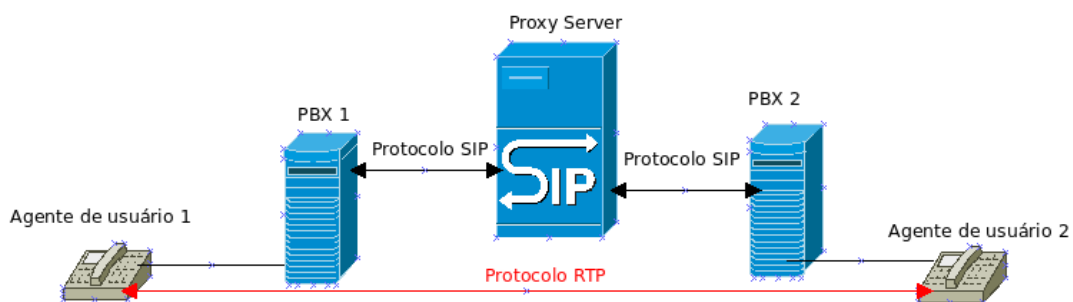 Proxy Server
PBX 1
PBX 2
Protocolo SIP
Protocolo SIP
SIP
Agente de usuário 1
Agente de usuário 2
Protocolo RTP